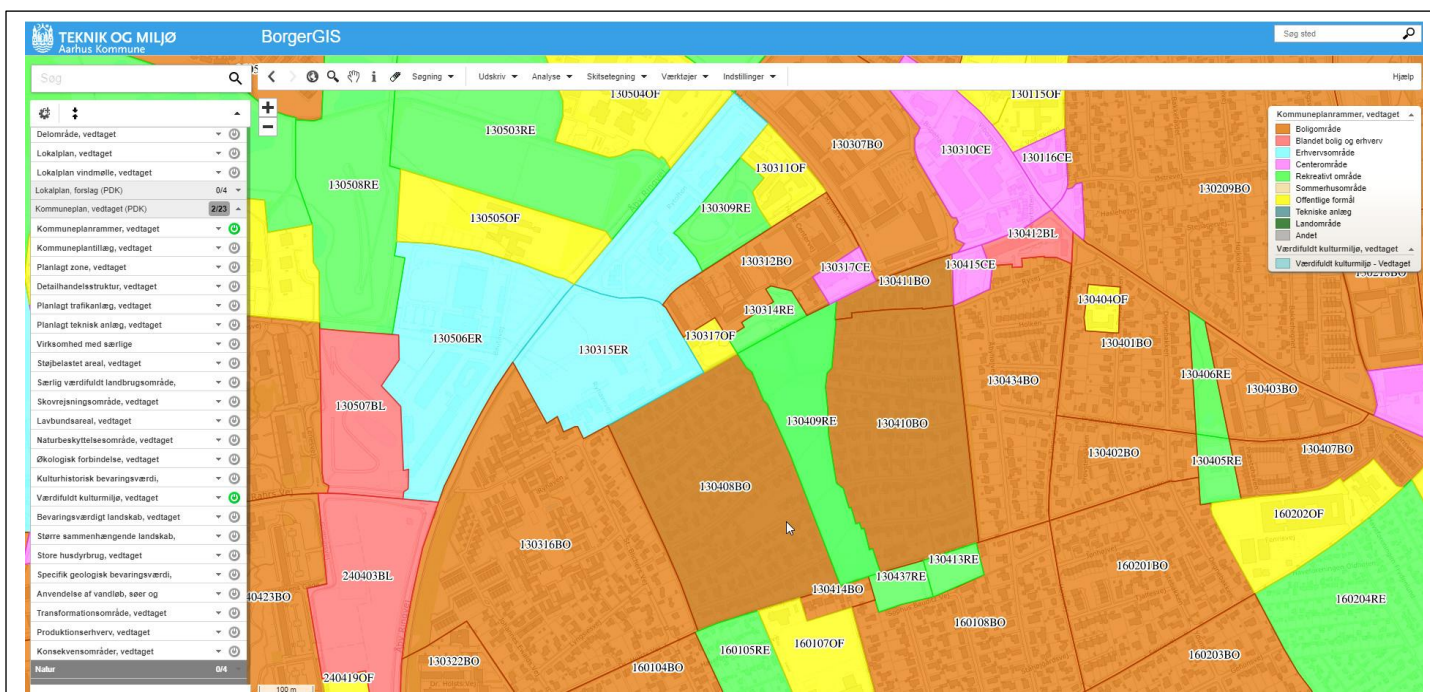 TEKNIK OG MILJØ
Aarhus Kommune
BorgerGIS
Søg sted
Søg
Søgning
Udskriv
Analyse
Skitsetegning
Værktøjer
Indstillinger
Hjælp
Delområde, vedtaget
Lokalplan, vedtaget
Lokalplan vindmølle, vedtaget
Lokalplan, forslag (PDK) 0/4
Kommuneplan, vedtaget (PDK) 2/23
Kommuneplanrammer, vedtaget
Kommuneplantillæg, vedtaget
Planlagt zone, vedtaget
Detailhandelsstruktur, vedtaget
Planlagt trafikanlæg, vedtaget
Planlagt teknisk anlæg, vedtaget
Virksomhed med særlige
Støjbelastet areal, vedtaget
Særlig værdifuldt landbrugsområde,
Skovrejsningsområde, vedtaget
Lavbundsareal, vedtaget
Naturbeskyttelsesområde, vedtaget
Økologisk forbindelse, vedtaget
Kulturhistorisk bevaringsværdi,
Værdifuldt kulturmiljø, vedtaget
Bevaringsværdigt landskab, vedtaget
Større sammenhængende landskab,
Store husdyrbrug, vedtaget
Specifik geologisk bevaringsværdi,
Anvendelse af vandløb, søer og
Transformationsområde, vedtaget
Produktionserhverv, vedtaget
Konsekvensområder, vedtaget
Natur 0/4
Kommuneplanrammer, vedtaget
Boligområde
Blandet bolig og erhverv
Erhvervsområde
Centerområde
Rekreativt område
Sommerhusområde
Offentlige formål
Tekniske anlæg
Landområde
Andet
Værdifuldt kulturmiljø, vedtaget
Værdifuldt kulturmiljø - Vedtaget
130504OF
130115OF
130503RE
130307BO
130310CE
130116CE
130311OF
130508RE
130209BO
130309RE
130505OF
130412BL
130312BO
130317CE
130415CE
130411BO
130404OF
130314RE
130317OF
130506ER
130315ER
130401BO
130406RE
130434BO
130403BO
130507BL
130409RE
130410BO
130402BO
130405RE
130407BO
130408BO
160202OF
130316BO
130413RE
160201BO
240403BL
130437RE
130414BO
160204RE
160108BO
160105RE
160107OF
130322BO
160104BO
160203BO
240419OF
100 m